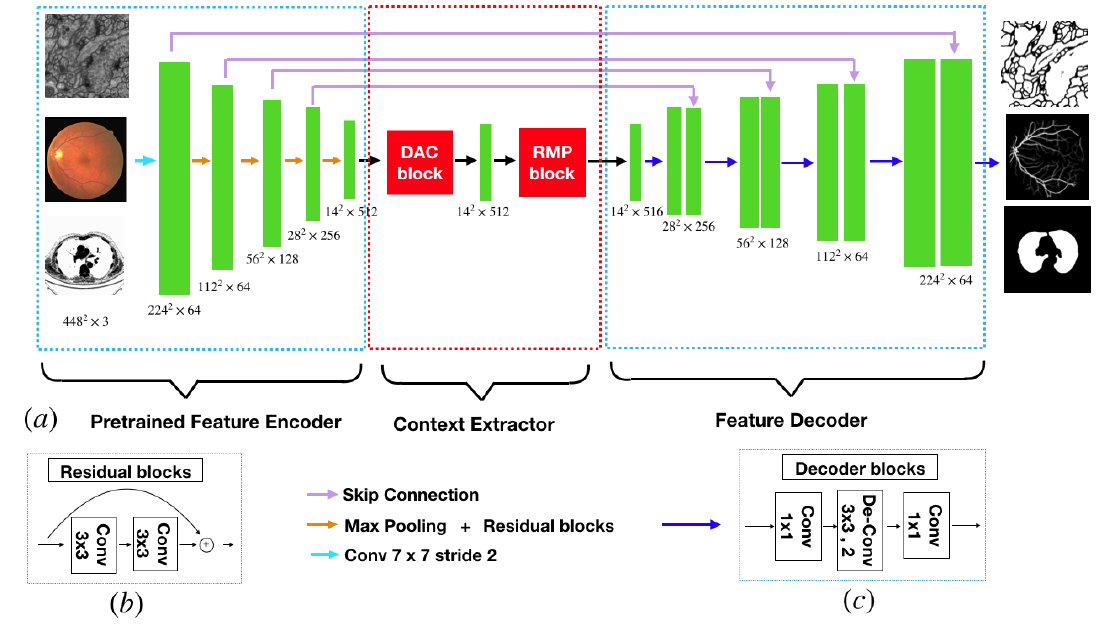 DAC
block
RMP
block
14² × 512
14² × 512
14² × 516
28² × 256
28² × 256
56² × 128
56² × 128
112² × 64
112² × 64
224² × 64
224² × 64
448² × 3
(a)
Pretrained Feature Encoder
Context Extractor
Feature Decoder
Residual blocks
Conv
3x3
Conv
3x3
+
(b)
Skip Connection
Max Pooling + Residual blocks
Conv 7 x 7 stride 2
Decoder blocks
Conv
1x1
De-Conv
3x3 , 2
Conv
1x1
(c)